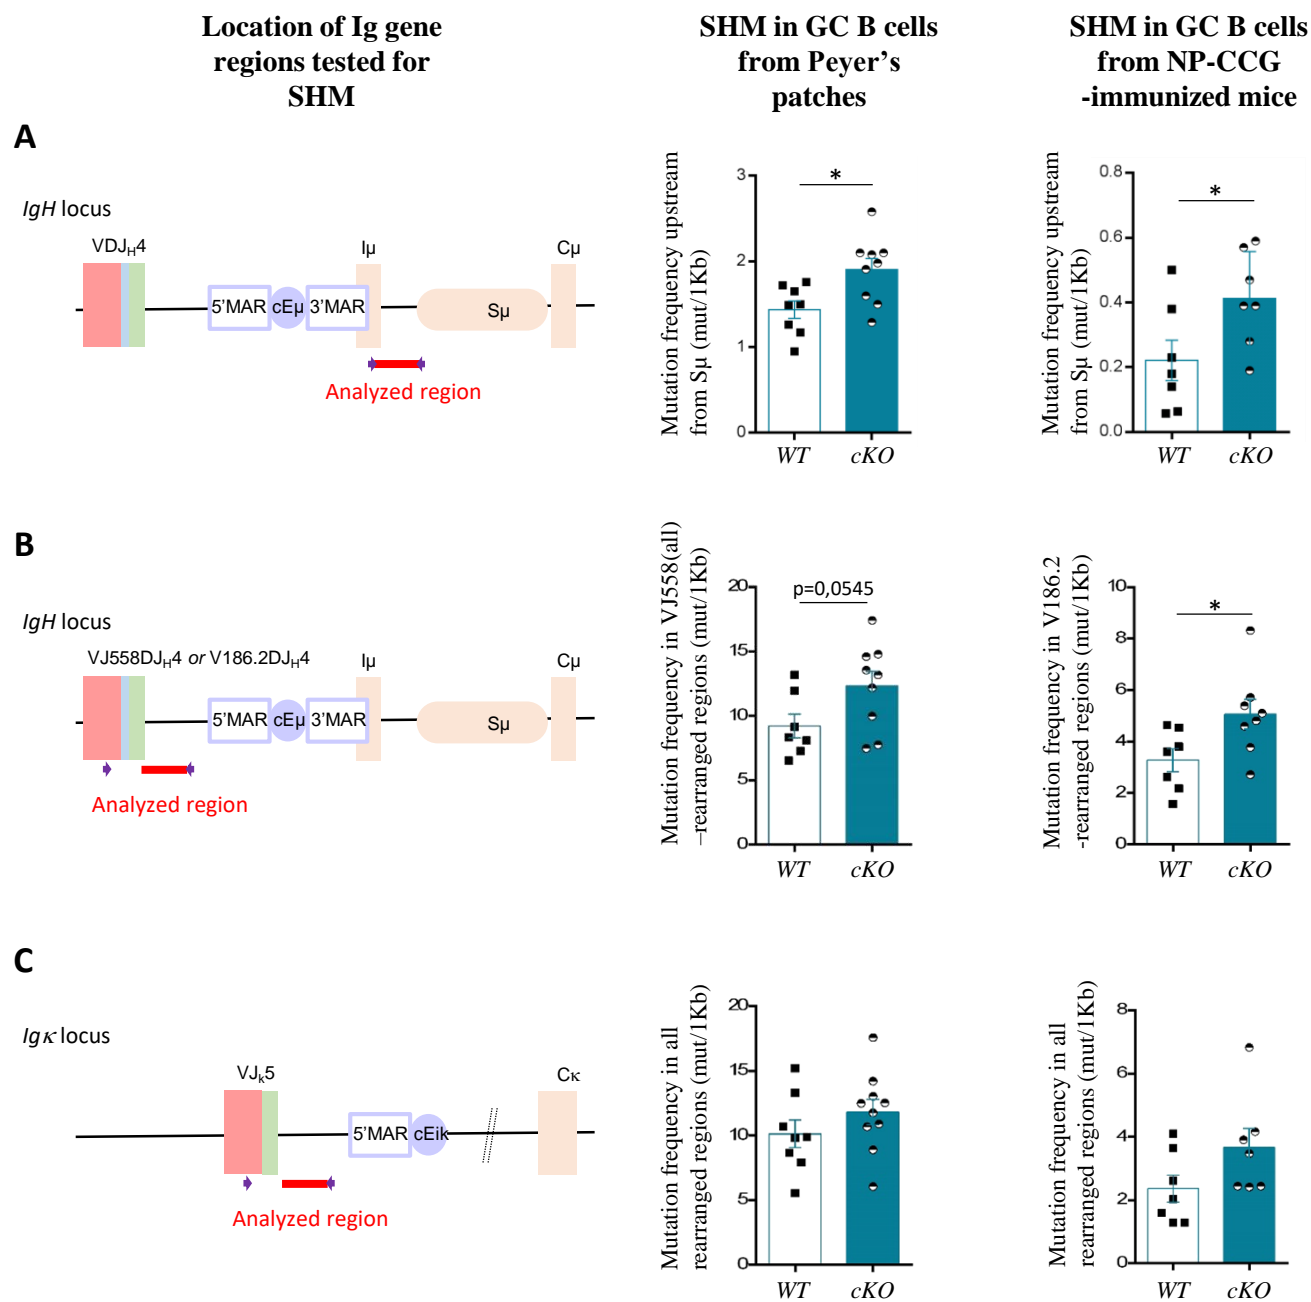 Location of Ig gene
regions tested for
SHM
SHM in GC B cells
from Peyer's
patches
SHM in GC B cells
from NP-CCG
-immunized mice
A
IgH locus
VDJH4
Iμ
Cμ
5'MAR
cEμ
3'MAR
Sμ
Analyzed region
Mutation frequency upstream
from Sμ (mut/1Kb)
3
2
1
0
*
WT
cKO
Mutation frequency upstream
from Sμ (mut/1Kb)
0.8
0.6
0.4
0.2
0.0
*
WT
cKO
B
IgH locus
VJ558DJH4 or V186.2DJH4
Iμ
Cμ
5'MAR
cEμ
3'MAR
Sμ
Analyzed region
Mutation frequency in VJ558(all)
–rearranged regions (mut/1Kb)
20
15
10
5
0
p=0,0545
WT
cKO
Mutation frequency in V186.2
-rearranged regions (mut/1Kb)
10
8
6
4
2
0
*
WT
cKO
C
Igκ locus
VJk5
Cκ
5'MAR
cEik
Analyzed region
Mutation frequency in all
rearranged regions (mut/1Kb)
20
15
10
5
0
WT
cKO
Mutation frequency in all
rearranged regions (mut/1Kb)
8
6
4
2
0
WT
cKO